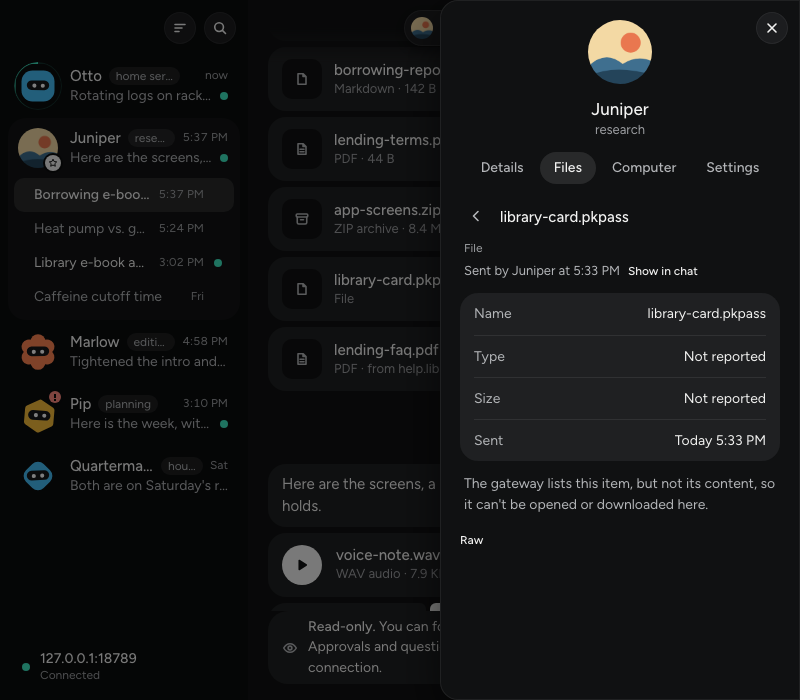 Otto home ser... now
Rotating logs on rack...
Juniper rese... 5:37 PM
Here are the screens,...
Borrowing e-boo... 5:37 PM
Heat pump vs. g... 5:24 PM
Library e-book a... 3:02 PM
Caffeine cutoff time Fri
Marlow editi... 4:58 PM
Tightened the intro and...
Pip planning 3:10 PM
Here is the week, wit...
Quarterma... hou... Sat
Both are on Saturday's r...
127.0.0.1:18789
Connected
borrowing-repo
Markdown · 142 B
lending-terms.p
PDF · 44 B
app-screens.zip
ZIP archive · 8.4 M
library-card.pkp
File
lending-faq.pdf
PDF · from help.lib
Here are the screens, a
holds.
voice-note.wav
WAV audio · 7.9 K
Read-only. You can fo
Approvals and questi
connection.
Juniper
research
Details Files Computer Settings
library-card.pkpass
File
Sent by Juniper at 5:33 PM Show in chat
Name library-card.pkpass
Type Not reported
Size Not reported
Sent Today 5:33 PM
The gateway lists this item, but not its content, so
it can't be opened or downloaded here.
Raw